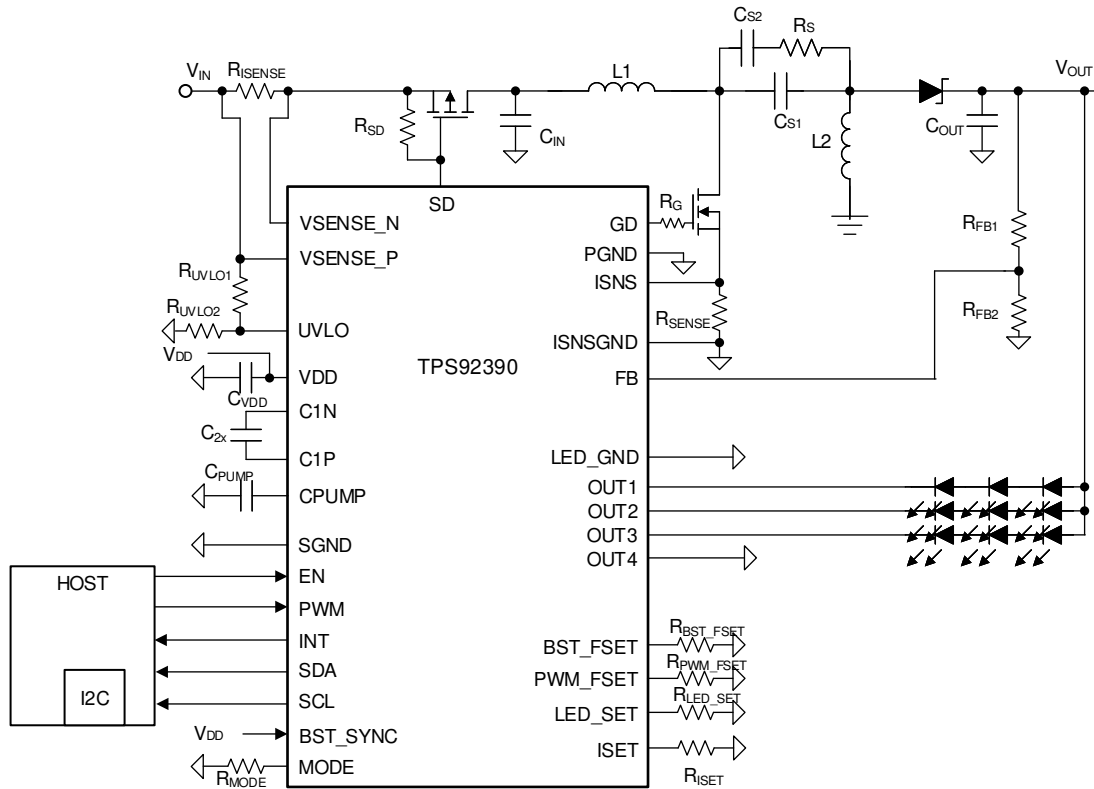 CS2
RS
VIN
RISENSE
L1
VOUT
RSD
CIN
CS1
L2
COUT
SD
RG
VSENSE_N
GD
RFB1
VSENSE_P
PGND
RUVLO1
ISNS
RUVLO2
RSENSE
RFB2
UVLO
ISNSGND
VDD
TPS92390
VDD
FB
CVDD
C1N
C2x
C1P
LED_GND
CPUMP
CPUMP
OUT1
OUT2
SGND
OUT3
OUT4
HOST
EN
PWM
INT
RBST_FSET
BST_FSET
SDA
RPWM_FSET
PWM_FSET
I2C
SCL
RLED_SET
LED_SET
VDD
BST_SYNC
ISET
MODE
RMODE
RISET